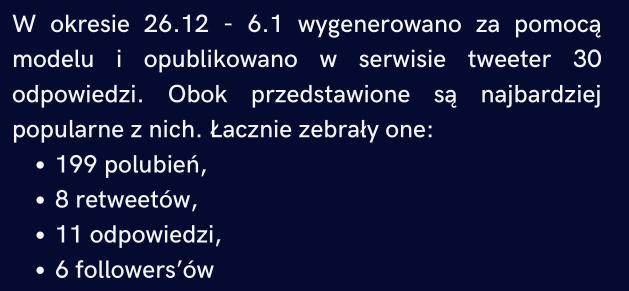 W okresie 26.12 - 6.1 wygenerowano za pomocą
modelu i opublikowano w serwisie tweeter 30
odpowiedzi. Obok przedstawione są najbardziej
popularne z nich. Łacznie zebrały one:
• 199 polubień,
• 8 retweetów,
• 11 odpowiedzi,
• 6 followers’ów